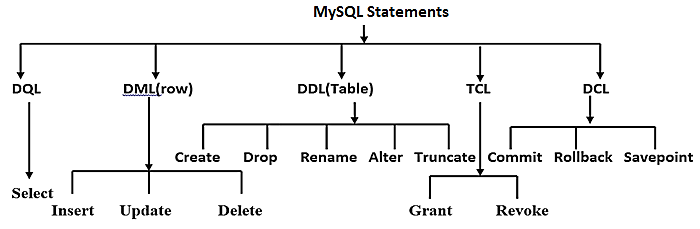 MySQL Statements
DQL DML(row) DDL(Table) TCL DCL
Create Drop Rename Alter Truncate Commit Rollback Savepoint
Select
Insert Update Delete Grant Revoke